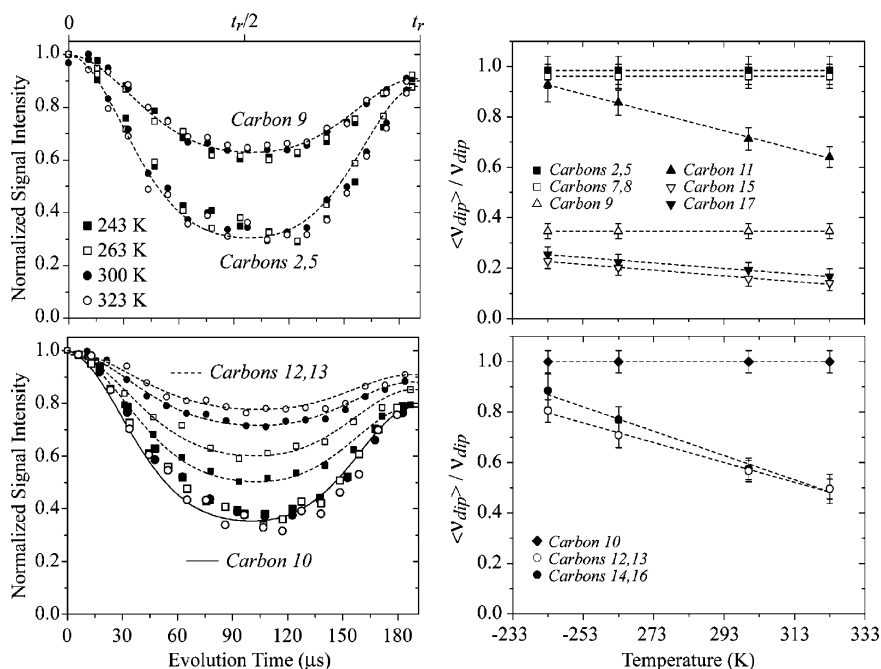 0 t_r/2 t_r
1.0
0.8
0.6
0.4
0.2
0.0
Normalized Signal Intensity
Carbon 9
Carbons 2,5
243 K
263 K
300 K
323 K
1.0
0.8
0.6
0.4
0.2
0.0
Normalized Signal Intensity
Carbons 12,13
Carbon 10
0 30 60 90 120 150 180
Evolution Time (μs)
1.0
0.8
0.6
0.4
0.2
0.0
<ν_dip> / ν_dip
Carbons 2,5
Carbons 7,8
Carbon 9
Carbon 11
Carbon 15
Carbon 17
1.0
0.8
0.6
0.4
0.2
0.0
<ν_dip> / ν_dip
Carbon 10
Carbons 12,13
Carbons 14,16
-233 -253 273 293 313 333
Temperature (K)